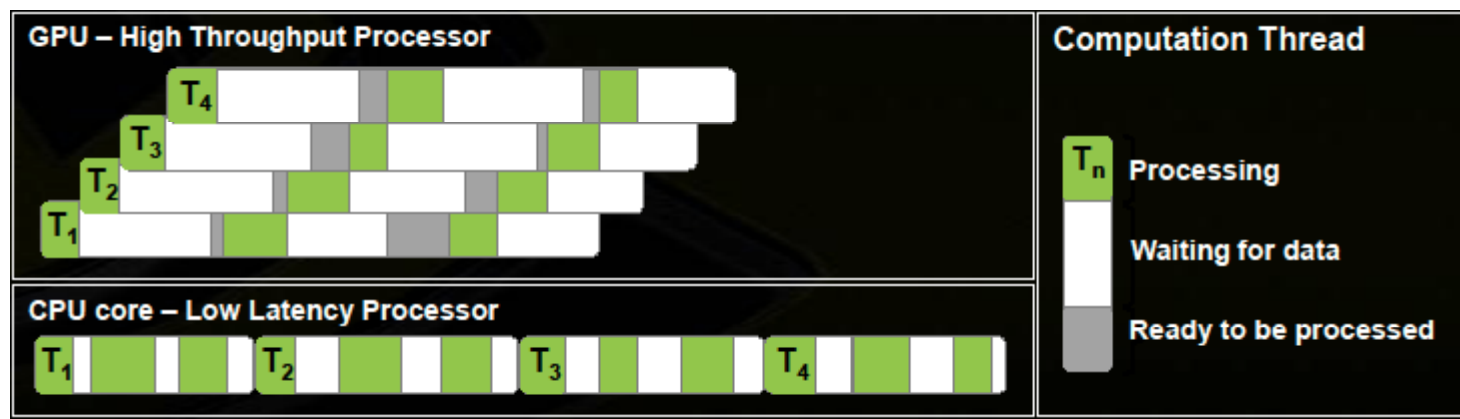 GPU – High Throughput Processor
T4
T3
T2
T1
CPU core – Low Latency Processor
T1 T2 T3 T4
Computation Thread
Tn Processing
Waiting for data
Ready to be processed